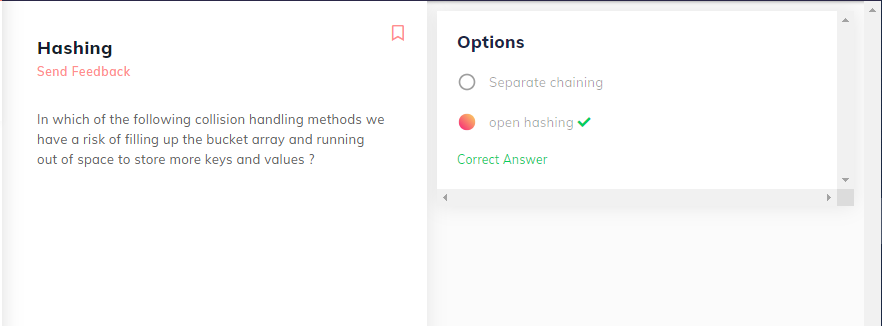 Hashing
Send Feedback
In which of the following collision handling methods we
have a risk of filling up the bucket array and running
out of space to store more keys and values ?
Options
Separate chaining
open hashing
Correct Answer